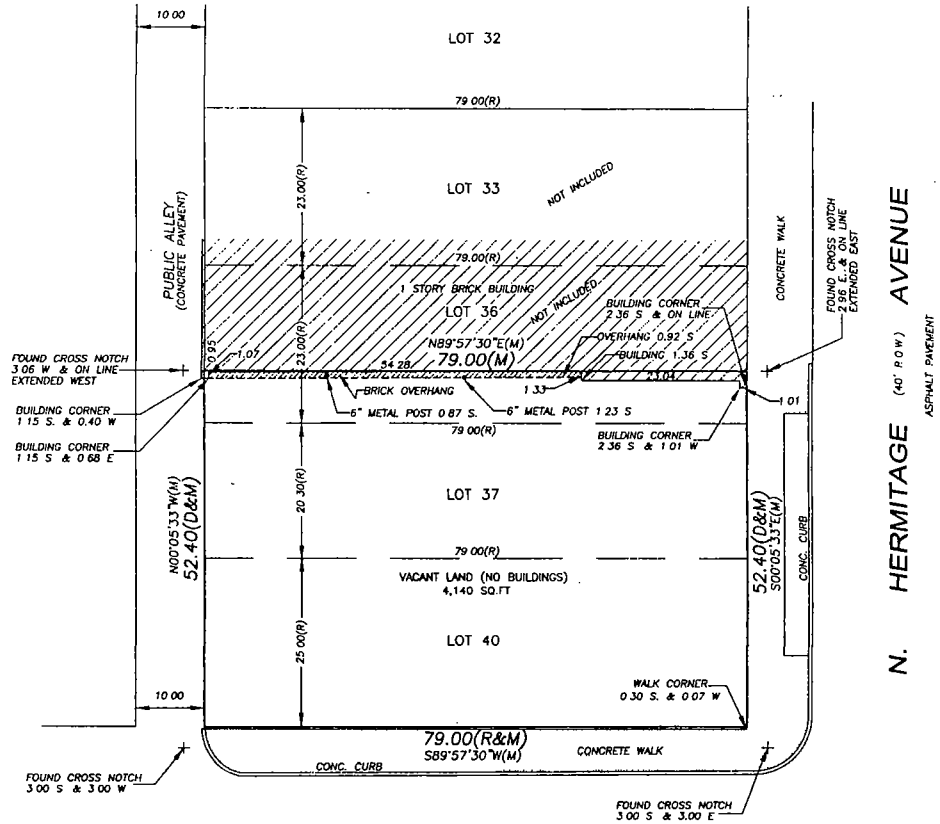 10 00
LOT 32
79 00(R)
23.00(R)
LOT 33
NOT INCLUDED
PUBLIC ALLEY
(CONCRETE PAVEMENT)
CONCRETE WALK
FOUND CROSS NOTCH
2 96 E. & ON LINE
EXTENDED EAST
N. HERMITAGE AVENUE
(40' R O W)
ASPHALT PAVEMENT
79.00(R)
1 STORY BRICK BUILDING
LOT 36
NOT INCLUDED
BUILDING CORNER
2 36 S & ON LINE
N89°57'30"E(M)
79.00(M)
OVERHANG 0.92 S
BUILDING 1.36 S
0.95
1.07
23.00(R)
54.28
23.04
1 33
1 01
FOUND CROSS NOTCH
3 06 W & ON LINE
EXTENDED WEST
BRICK OVERHANG
6" METAL POST 0 87 S.
6" METAL POST 1 23 S
BUILDING CORNER
1 15 S. & 0.40 W
BUILDING CORNER
1 15 S & 0 68 E
BUILDING CORNER
2 36 S & 1 01 W
79 00(R)
N00°05'33"W(M)
52.40(D&M)
20 30(R)
LOT 37
52.40(D&M)
S00°05'33"E(M)
CONC. CURB
79 00(R)
VACANT LAND (NO BUILDINGS)
4,140 SQ.FT
25 00(R)
LOT 40
WALK CORNER
0 30 S. & 0 07 W
10 00
79.00(R&M)
S89°57'30"W(M)
CONCRETE WALK
CONC. CURB
FOUND CROSS NOTCH
3 00 S & 3 00 W
FOUND CROSS NOTCH
3 00 S & 3.00 E